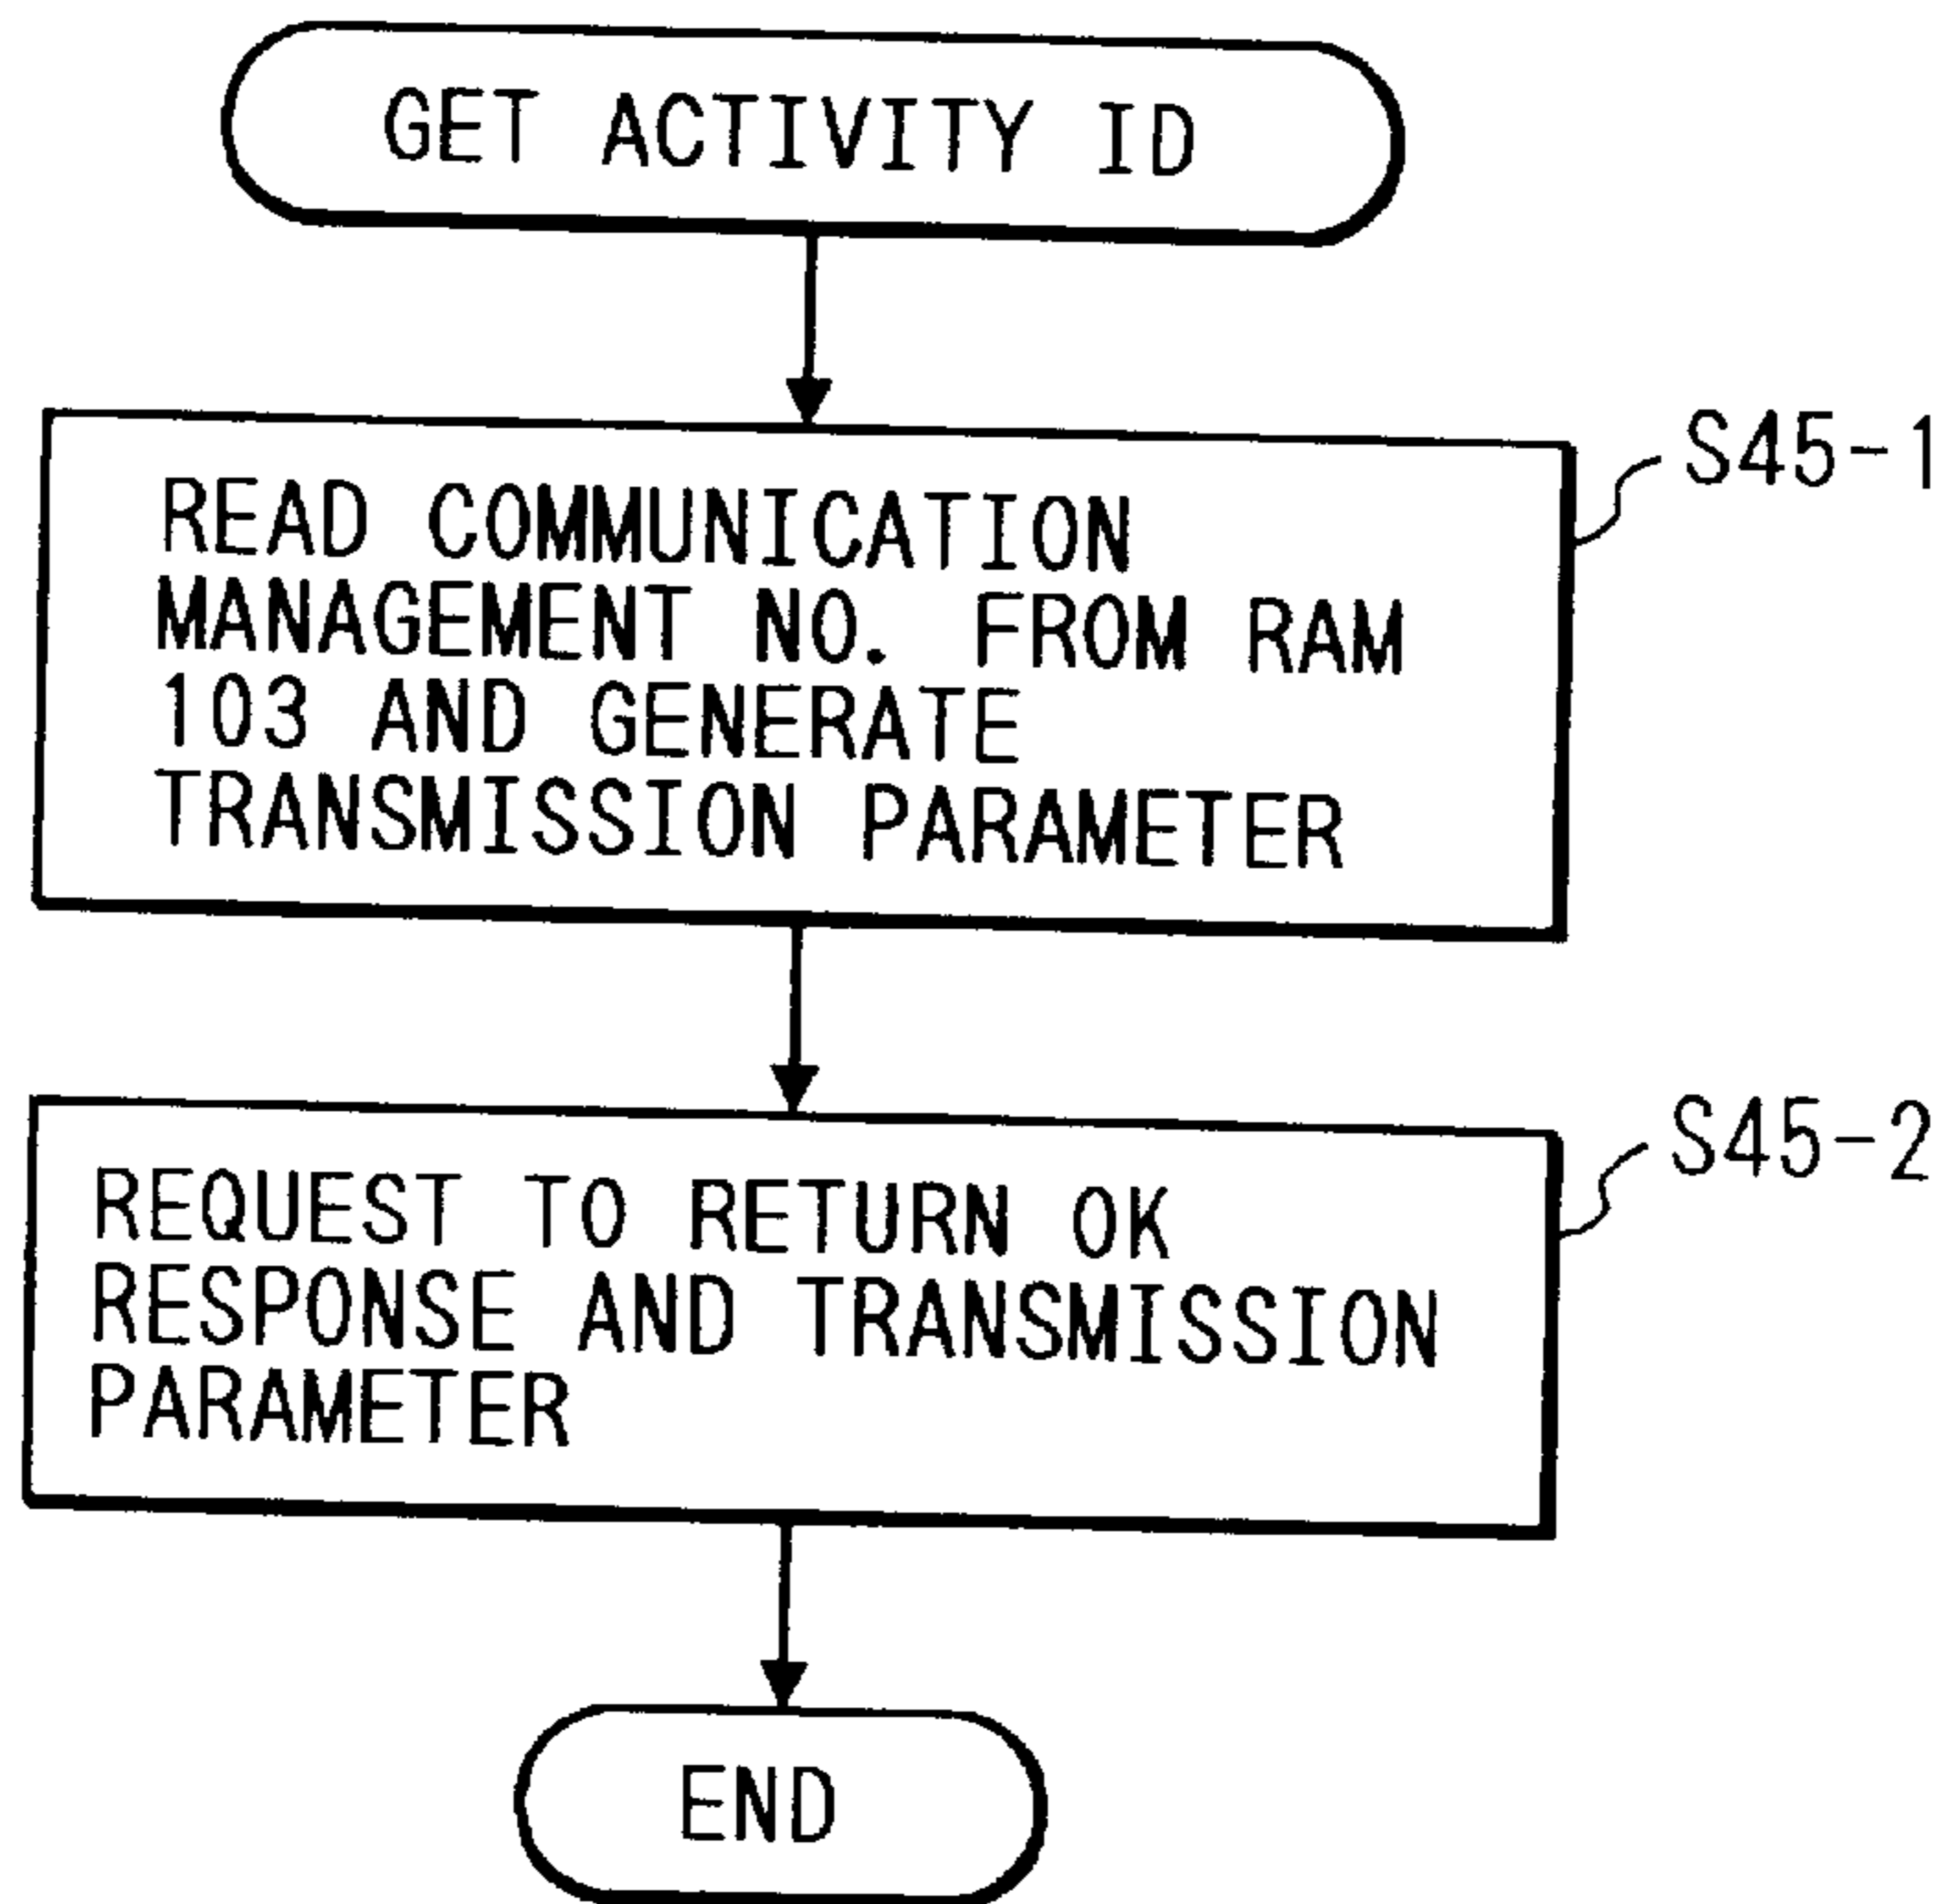 GET ACTIVITY ID
S45-1
READ COMMUNICATION
MANAGEMENT NO. FROM RAM
103 AND GENERATE
TRANSMISSION PARAMETER
S45-2
REQUEST TO RETURN OK
RESPONSE AND TRANSMISSION
PARAMETER
END